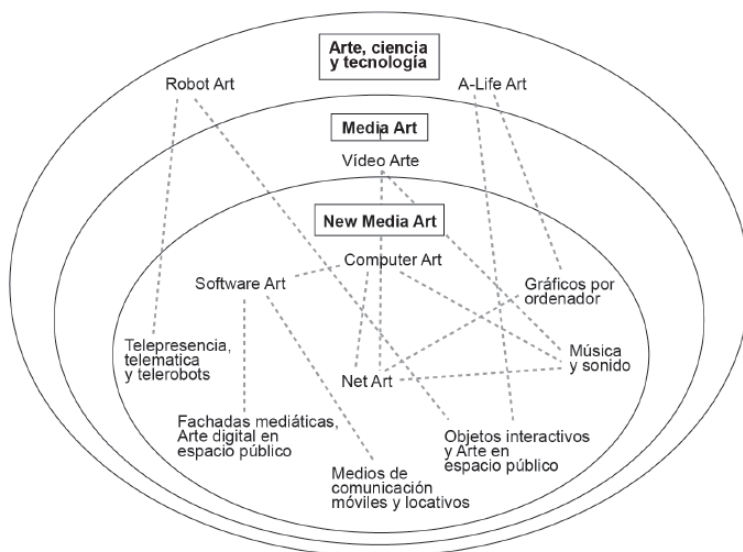 Arte, ciencia
y tecnología
Robot Art
A-Life Art
Media Art
Video Arte
New Media Art
Computer Art
Software Art
Gráficos por
ordenador
Telepresencia,
telematica
y telerobots
Música
y sonido
Net Art
Fachadas mediáticas,
Arte digital en
espacio público
Objetos interactivos
y Arte en
espacio público
Medios de
comunicación
móviles y locativos